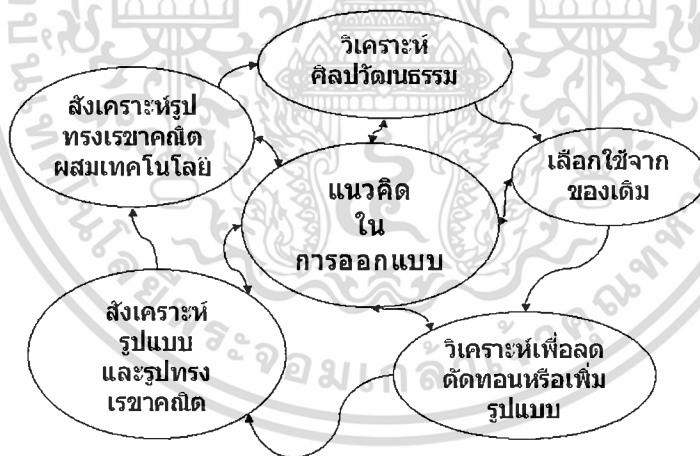 วิเคราะห์
ศิลปวัฒนธรรม
สังเคราะห์รูป
ทรงเรขาคณิต
ผสมเทคโนโลยี
เลือกใช้จาก
ของเดิม
แนวคิด
ใน
การออกแบบ
สังเคราะห์
รูปแบบ
และรูปทรง
เรขาคณิต
วิเคราะห์เพื่อลด
ตัดทอนหรือเพิ่ม
รูปแบบ